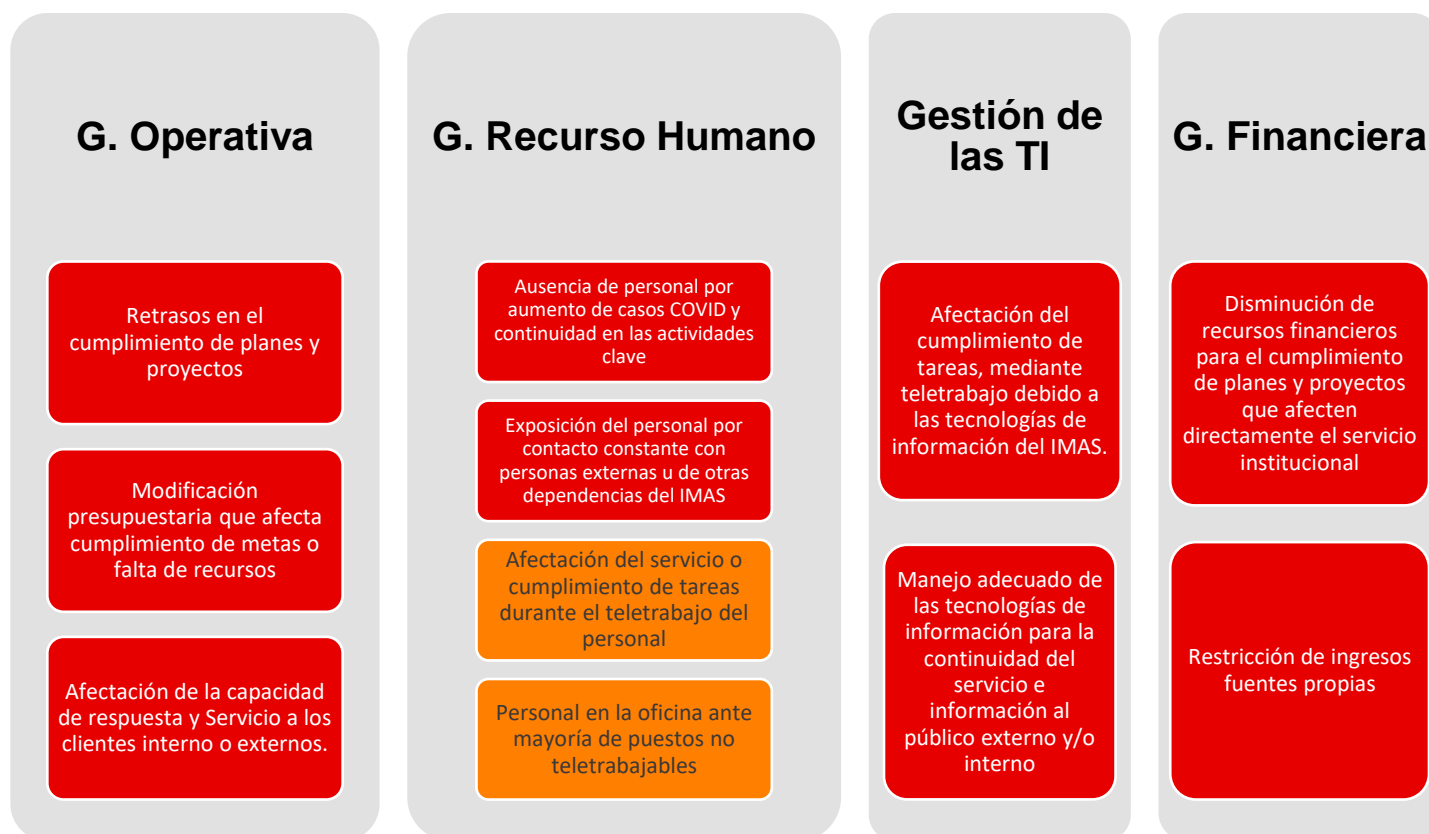 G. Operativa
Retrasos en el
cumplimiento de planes y
proyectos
Modificación
presupuestaria que afecta
cumplimiento de metas o
falta de recursos
Afectación de la capacidad
de respuesta y Servicio a los
clientes interno o externos.
G. Recurso Humano
Ausencia de personal por
aumento de casos COVID y
continuidad en las actividades
clave
Exposición del personal por
contacto constante con
personas externas u de otras
dependencias del IMAS
Afectación del servicio o
cumplimiento de tareas
durante el teletrabajo del
personal
Personal en la oficina ante
mayoría de puestos no
teletrabajables
Gestión de
las TI
Afectación del
cumplimiento de
tareas, mediante
teletrabajo debido a
las tecnologías de
información del IMAS.
Manejo adecuado de
las tecnologías de
información para la
continuidad del
servicio e
información al
público externo y/o
interno
G. Financiera
Disminución de
recursos financieros
para el cumplimiento
de planes y proyectos
que afecten
directamente el servicio
institucional
Restricción de ingresos
fuentes propias